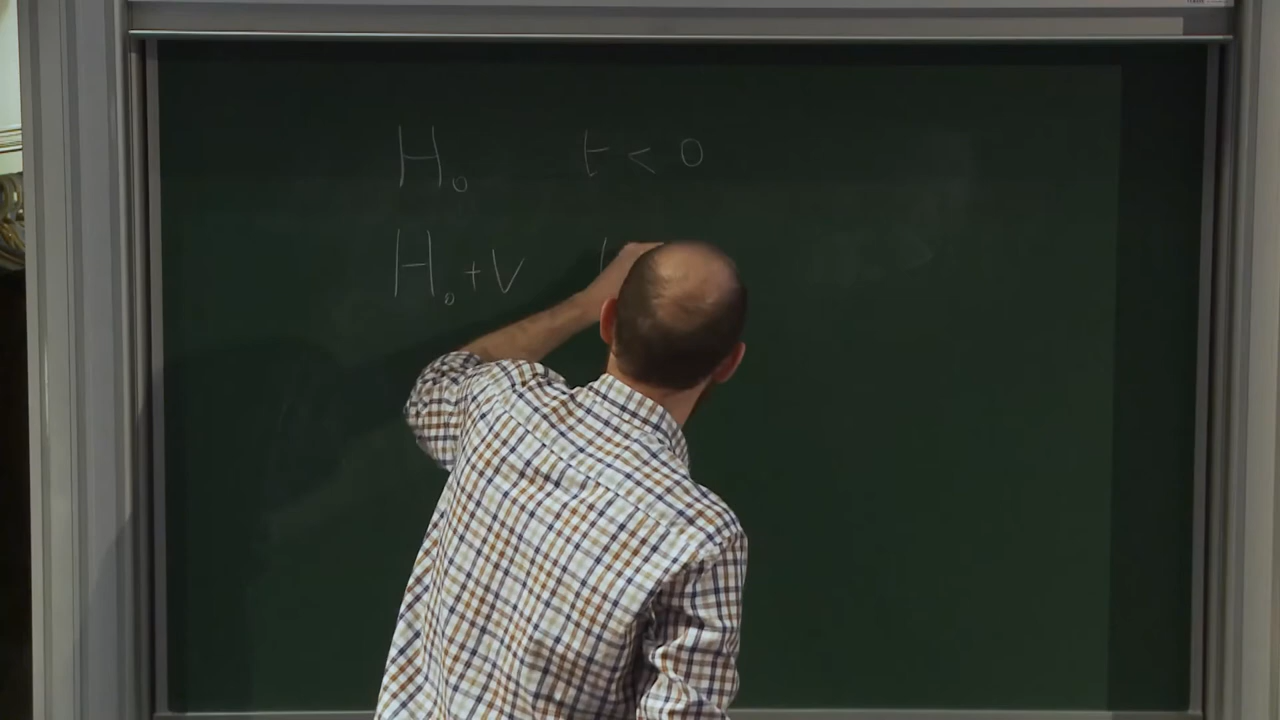 H₀ t < 0
H₀ + V